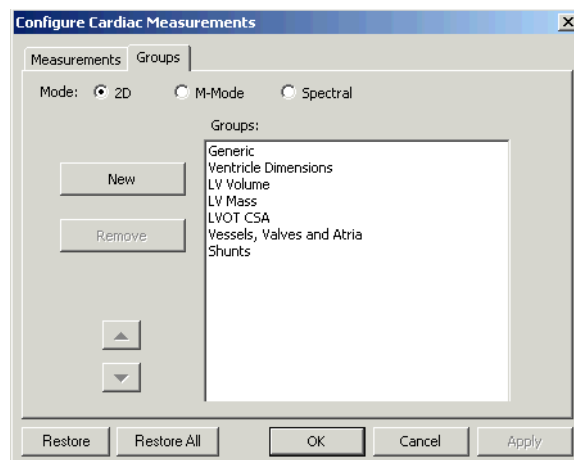 Configure Cardiac Measurements
Measurements Groups
Mode: 2D M-Mode Spectral
Groups:
Generic
Ventricle Dimensions
LV Volume
LV Mass
LVOT CSA
Vessels, Valves and Atria
Shunts
New
Remove
Restore Restore All OK Cancel Apply